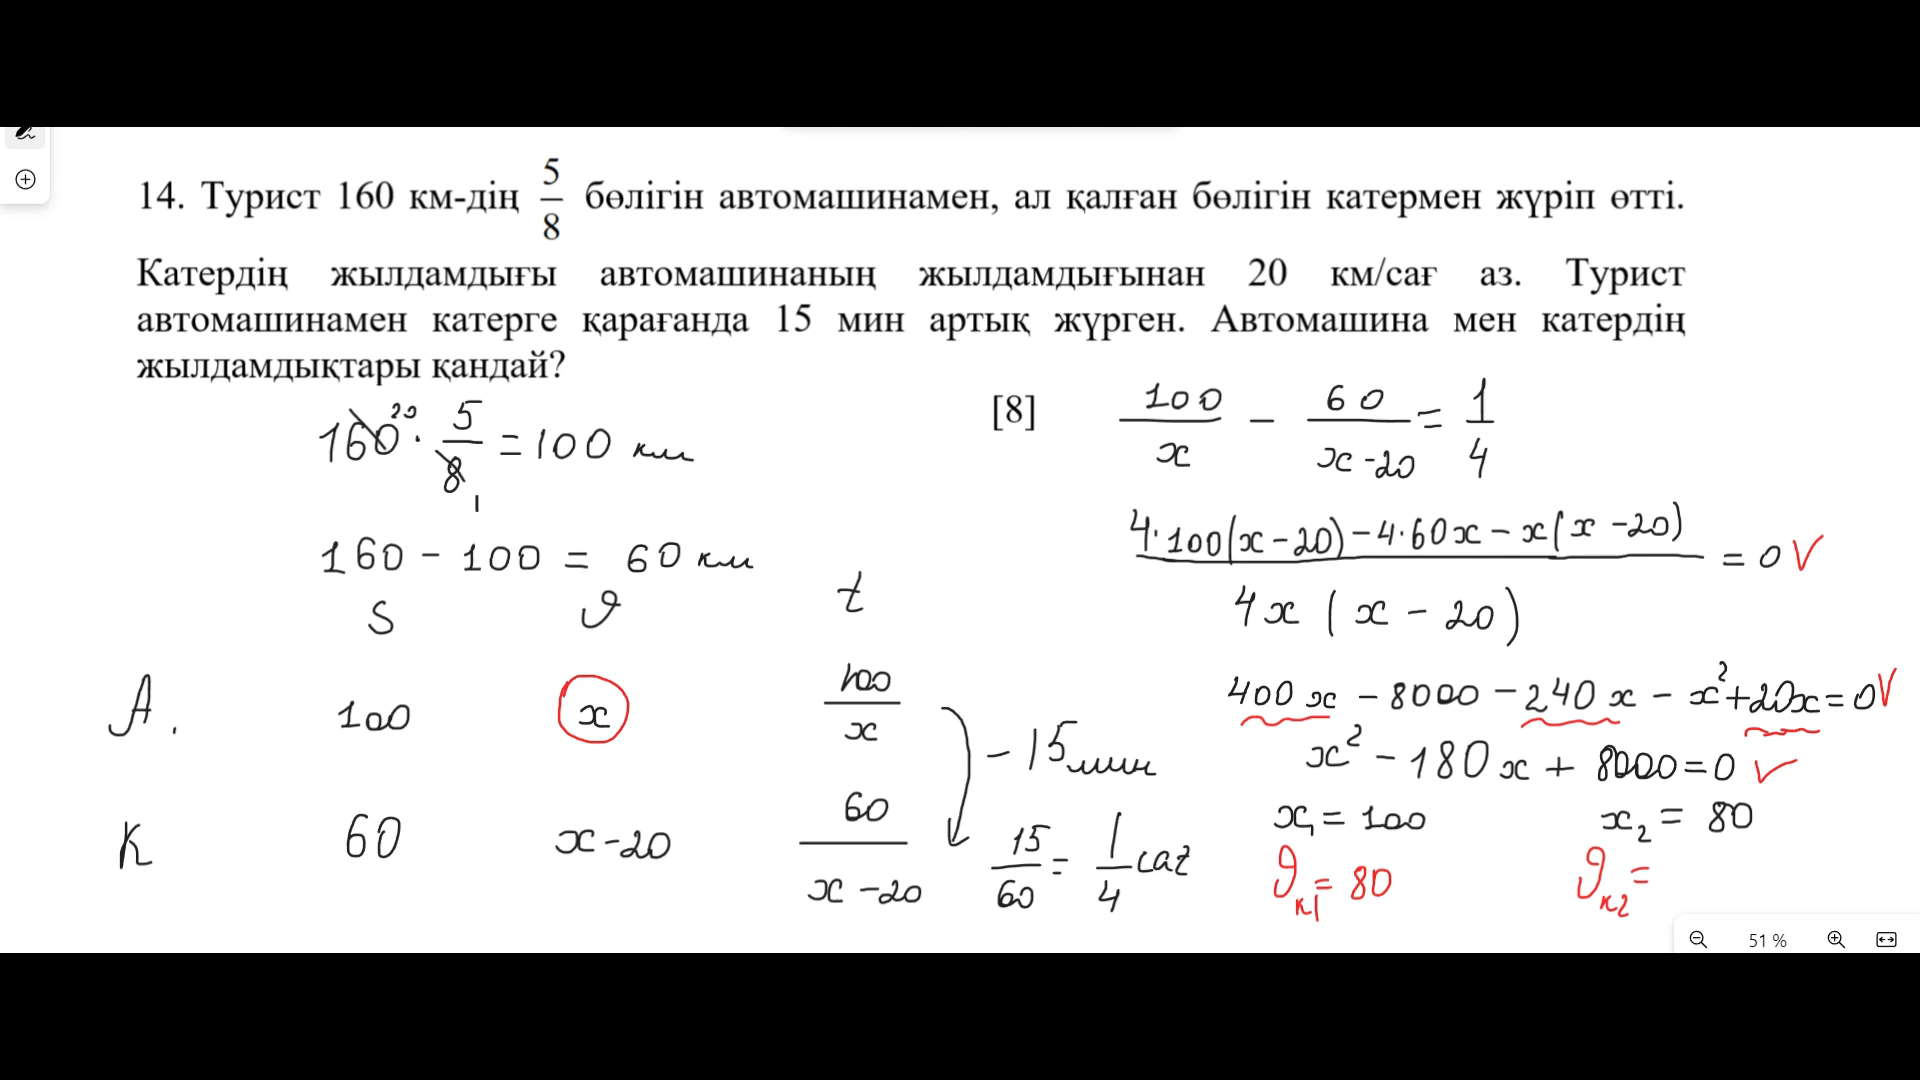 14. Турист 160 км-дің 5/8 бөлігін автомашинамен, ал қалған бөлігін катермен жүріп өтті.
Катердің жылдамдығы автомашинаның жылдамдығынан 20 км/сағ аз. Турист
автомашинамен катерге қарағанда 15 мин артық жүрген. Автомашина мен катердің
жылдамдықтары қандай?
[8]
160 20 · 5/8 1 = 100 км
160 - 100 = 60 км
S ϑ t
А. 100 x 100/x
К 60 x-20 60/x-20
- 15мин
15/60 = 1/4 сағ
100/x - 60/x-20 = 1/4
4·100(x-20)-4·60x-x(x-20)/4x(x-20) = 0 V
400x - 8000 - 240x - x²+20x=0 V
x² - 180x + 8000=0 V
x₁ = 100 x₂ = 80
ϑк1 = 80 ϑк2 =
51 %